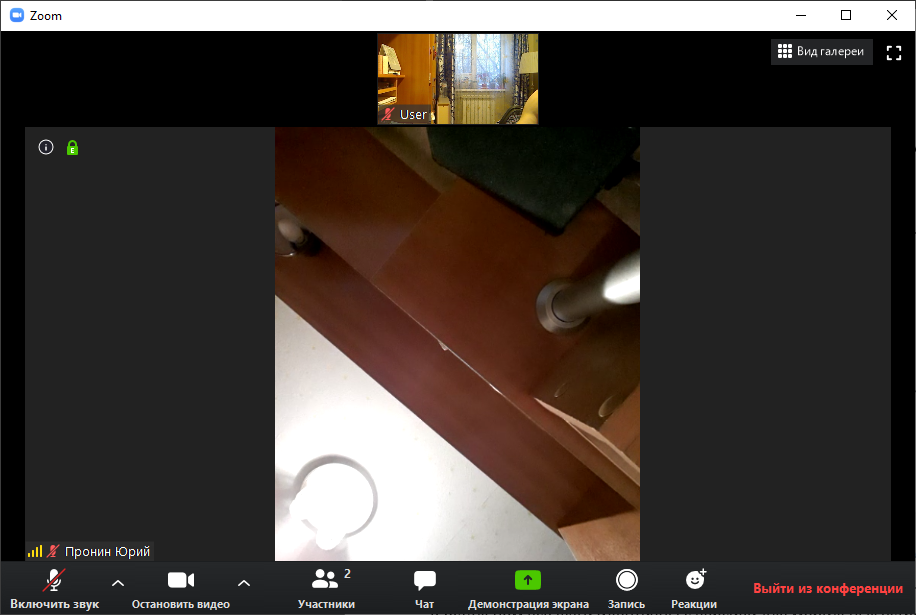 Zoom
Вид галереи
User
E
Пронин Юрий
2
Включить звук
Остановить видео
Участники
Чат
Демонстрация экрана
Запись
Реакции
Выйти из конференции